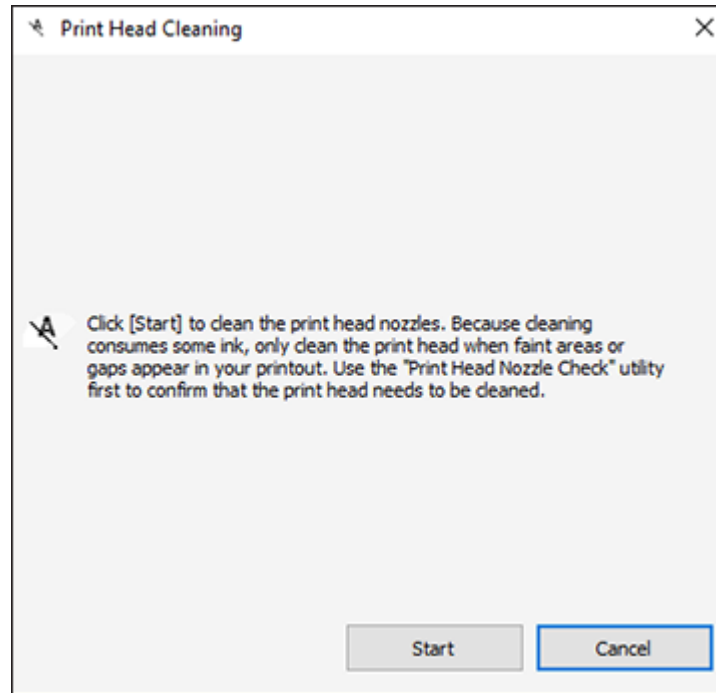 Print Head Cleaning
Click [Start] to clean the print head nozzles. Because cleaning
consumes some ink, only clean the print head when faint areas or
gaps appear in your printout. Use the "Print Head Nozzle Check" utility
first to confirm that the print head needs to be cleaned.
Start
Cancel